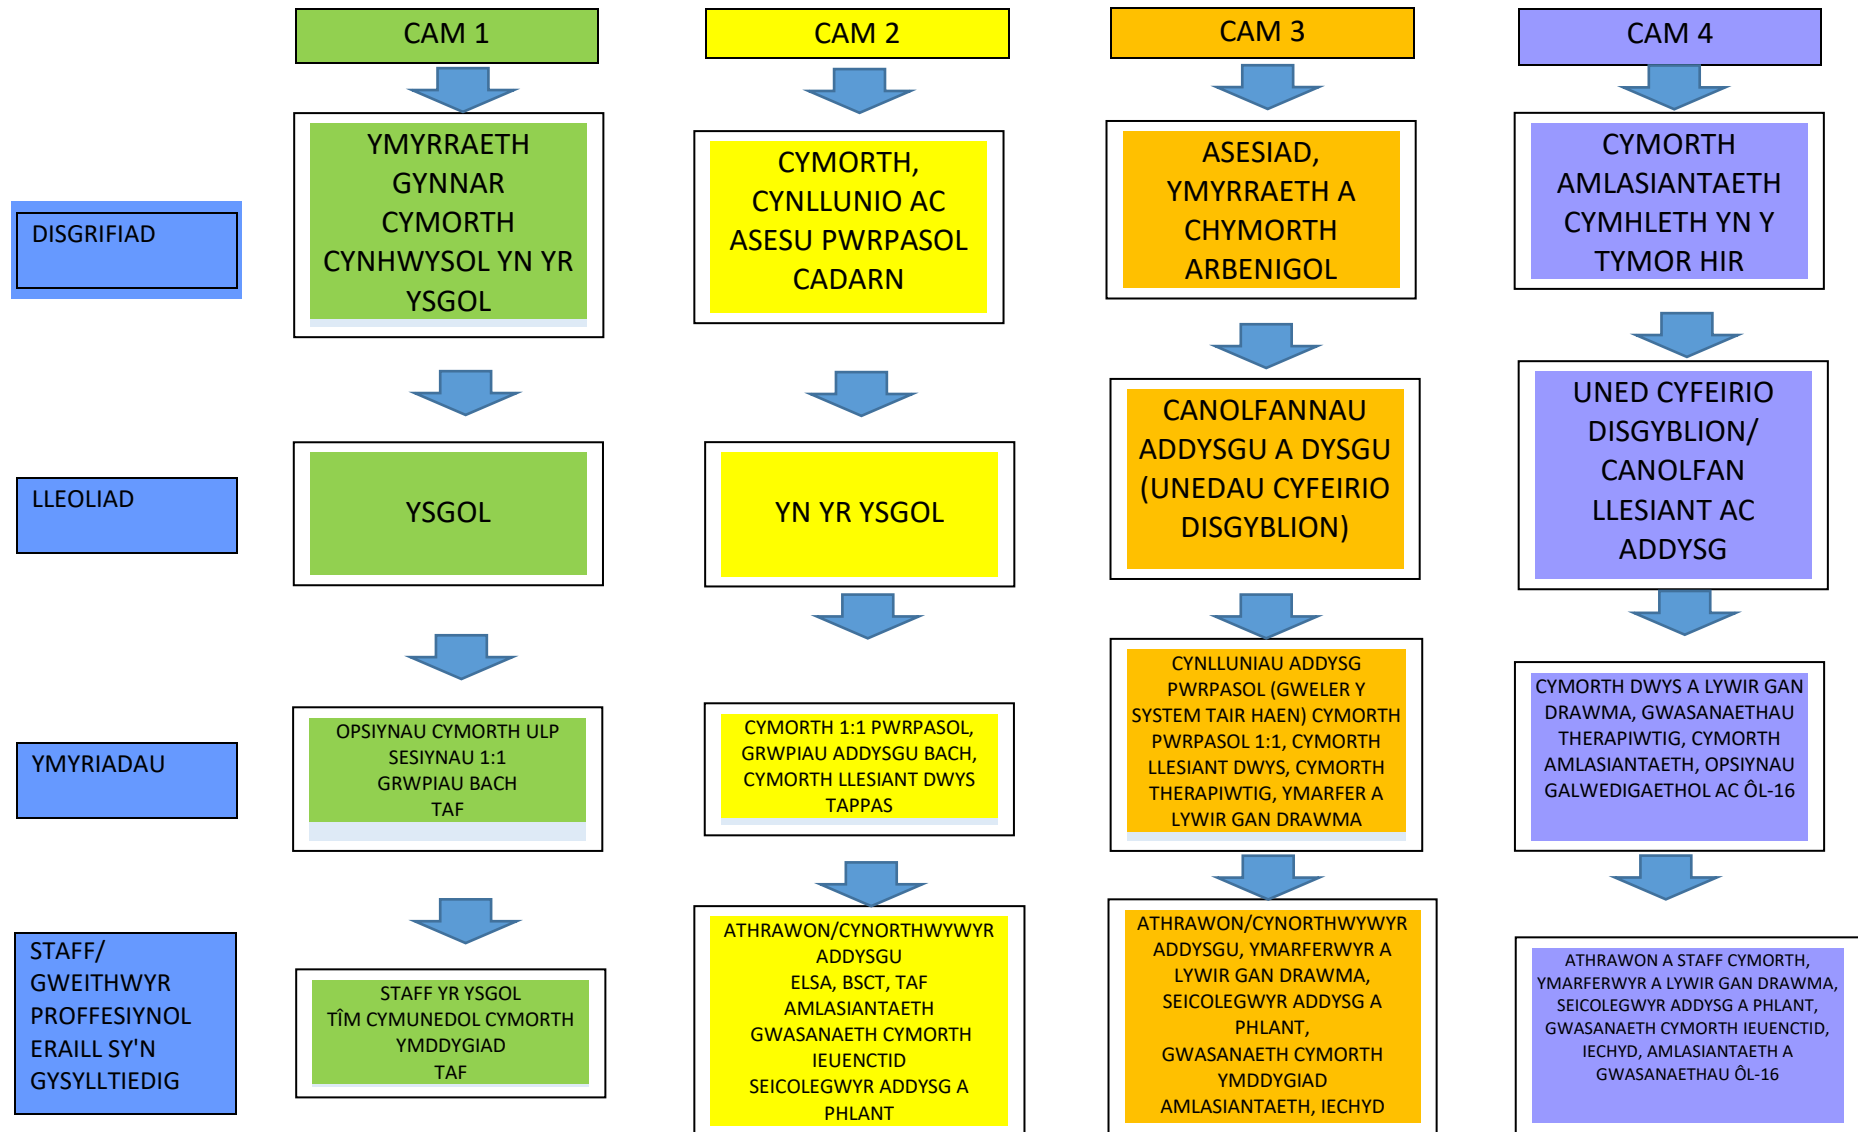 CAM 1
CAM 2
CAM 3
CAM 4
DISGRIFIAD
YMYRRAETH
GYNNAR
CYMORTH
CYNHWYSOL YN YR
YSGOL
CYMORTH,
CYNLLUNIO AC
ASESU PWRPASOL
CADARN
ASESIAD,
YMYRRAETH A
CHYMORTH
ARBENIGOL
CYMORTH
AMLASIANTAETH
CYMHLETH YN Y
TYMOR HIR
LLEOLIAD
YSGOL
YN YR YSGOL
CANOLFANNAU
ADDYSGU A DYSGU
(UNEDAU CYFEIRIO
DISGYBLION)
UNED CYFEIRIO
DISGYBLION/
CANOLFAN
LLESIANT AC
ADDYSG
YMYRIADAU
OPSIYNAU CYMORTH ULP
SESIYNAU 1:1
GRWPIAU BACH
TAF
CYMORTH 1:1 PWRPASOL,
GRWPIAU ADDYSGU BACH,
CYMORTH LLESIANT DWYS
TAPPAS
CYNLLUNIAU ADDYSG
PWRPASOL (GWELER Y
SYSTEM TAIR HAEN) CYMORTH
PWRPASOL 1:1, CYMORTH
LLESIANT DWYS, CYMORTH
THERAPIWTIG, YMARFER A
LYWIR GAN DRAWMA
CYMORTH DWYS A LYWIR GAN
DRAWMA, GWASANAETHAU
THERAPIWTIG, CYMORTH
AMLASIANTAETH, OPSIYNAU
GALWEDIGAETHOL AC ÔL-16
STAFF/
GWEITHWYR
PROFFESIYNOL
ERAILL SY'N
GYSYLLTIEDIG
STAFF YR YSGOL
TÎM CYMUNEDOL CYMORTH
YMDDYGIAD
TAF
ATHRAWON/CYNORTHWYWYR
ADDYSGU
ELSA, BSCT, TAF
AMLASIANTAETH
GWASANAETH CYMORTH
IEUENCTID
SEICOLEGWYR ADDYSG A
PHLANT
ATHRAWON/CYNORTHWYWYR
ADDYSGU, YMARFERWYR A
LYWIR GAN DRAWMA,
SEICOLEGWYR ADDYSG A
PHLANT,
GWASANAETH CYMORTH
YMDDYGIAD
AMLASIANTAETH, IECHYD
ATHRAWON A STAFF CYMORTH,
YMARFERWYR A LYWIR GAN DRAWMA,
SEICOLEGWYR ADDYSG A PHLANT,
GWASANAETH CYMORTH IEUENCTID,
IECHYD, AMLASIANTAETH A
GWASANAETHAU ÔL-16